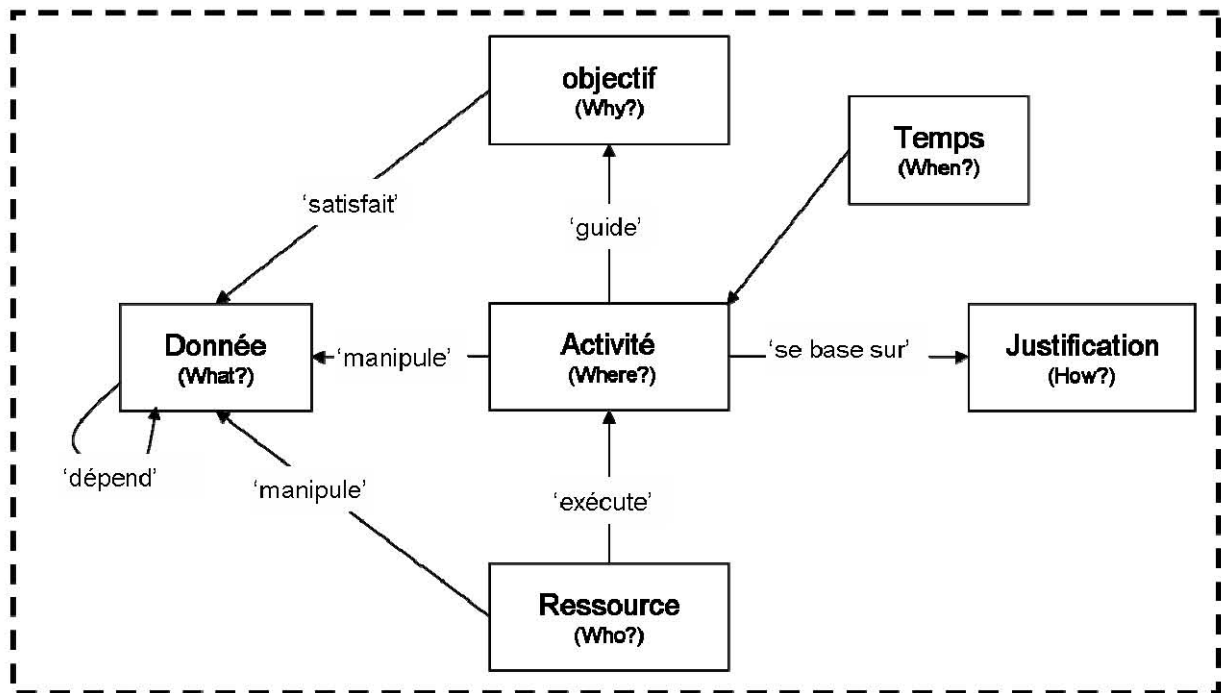 objectif
(Why?)
Temps
(When?)
‘satisfait’
‘guide’
Donnée
(What?)
‘manipule’
Activité
(Where?)
‘se base sur’
Justification
(How?)
‘dépend’
‘manipule’
‘exécute’
Ressource
(Who?)